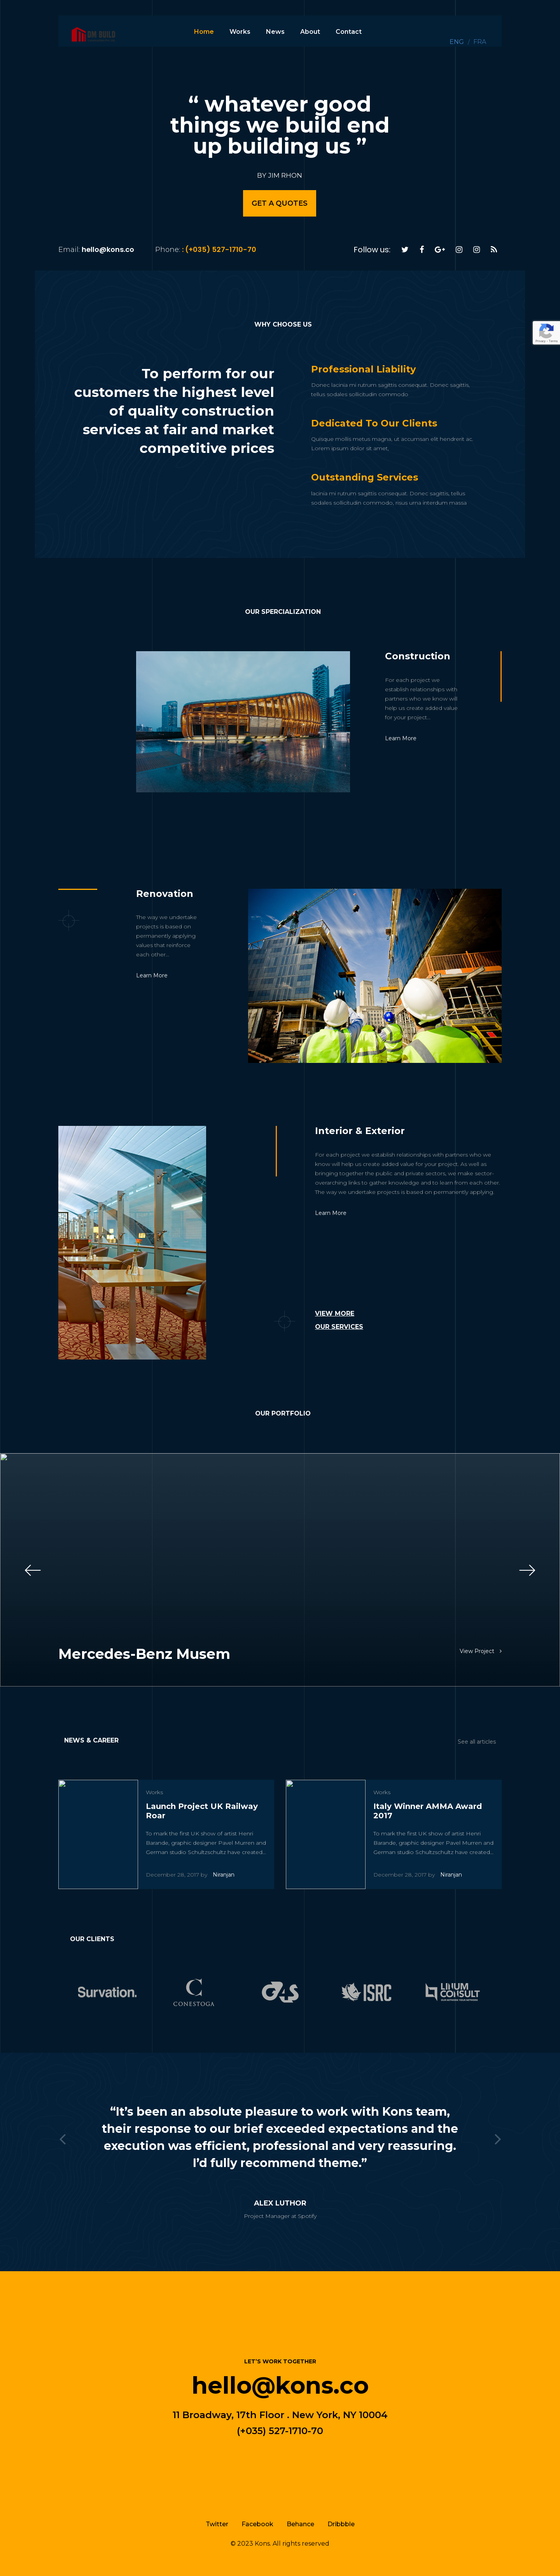 DM BUILD
Home
Works
News
About
Contact
ENG / FRA
“ whatever good
things we build end
up building us ”
BY JIM RHON
GET A QUOTES
Email: hello@kons.co
Phone: : (+035) 527-1710-70
Follow us:
Privacy - Terms
WHY CHOOSE US
To perform for our
customers the highest level
of quality construction
services at fair and market
competitive prices
Professional Liability
Donec lacinia mi rutrum sagittis consequat. Donec sagittis,
tellus sodales sollicitudin commodo
Dedicated To Our Clients
Quisque mollis metus magna, ut accumsan elit hendrerit ac.
Lorem ipsum dolor sit amet,
Outstanding Services
lacinia mi rutrum sagittis consequat. Donec sagittis, tellus
sodales sollicitudin commodo, risus urna interdum massa
OUR SPERCIALIZATION
Construction
For each project we
establish relationships with
partners who we know will
help us create added value
for your project...
Learn More
Renovation
The way we undertake
projects is based on
permanently applying
values that reinforce
each other...
Learn More
Interior & Exterior
For each project we establish relationships with partners who we
know will help us create added value for your project. As well as
bringing together the public and private sectors, we make sector-
overarching links to gather knowledge and to learn from each other.
The way we undertake projects is based on permanently applying.
Learn More
VIEW MORE
OUR SERVICES
OUR PORTFOLIO
Mercedes-Benz Musem
View Project
NEWS & CAREER
See all articles
Works
Launch Project UK Railway
Roar
To mark the first UK show of artist Henri
Barande, graphic designer Pavel Murren and
German studio Schultzschultz have created...
December 28, 2017 by Niranjan
Works
Italy Winner AMMA Award
2017
To mark the first UK show of artist Henri
Barande, graphic designer Pavel Murren and
German studio Schultzschultz have created...
December 28, 2017 by Niranjan
OUR CLIENTS
Survation.
C
CONESTOGA
G4S
ISRC
LINUM
CONSULT
“It’s been an absolute pleasure to work with Kons team,
their response to our brief exceeded expectations and the
execution was efficient, professional and very reassuring.
I’d fully recommend theme.”
ALEX LUTHOR
Project Manager at Spotify
LET’S WORK TOGETHER
hello@kons.co
11 Broadway, 17th Floor . New York, NY 10004
(+035) 527-1710-70
Twitter
Facebook
Behance
Dribbble
© 2023 Kons. All rights reserved